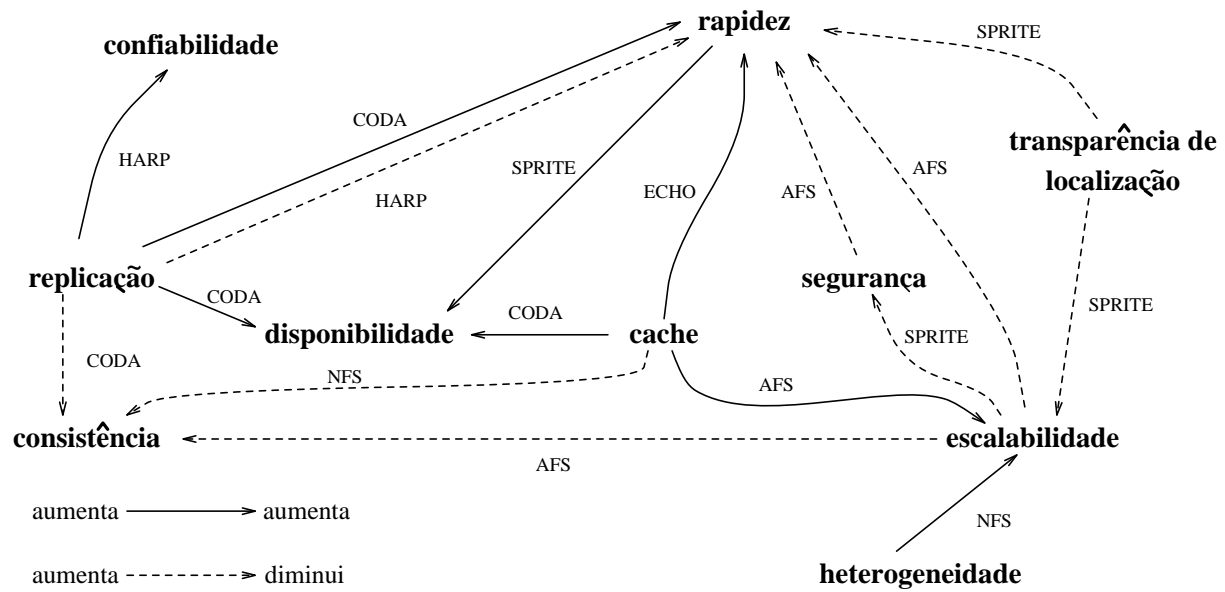 rapidez
confiabilidade
SPRITE
CODA
transparência de
localização
HARP
SPRITE
HARP
ECHO
AFS
AFS
replicação
segurança
CODA
CODA
SPRITE
SPRITE
disponibilidade
cache
CODA
NFS
AFS
consistência
escalabilidade
AFS
aumenta aumenta
NFS
aumenta diminui
heterogeneidade